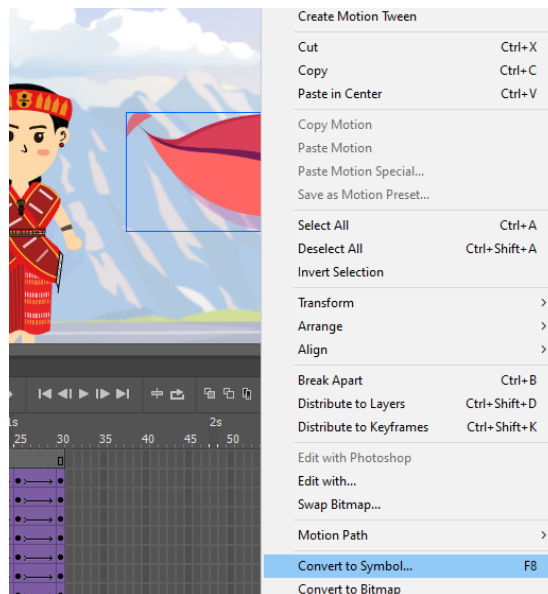 Create Motion Tween
Cut Ctrl+X
Copy Ctrl+C
Paste in Center Ctrl+V
Copy Motion
Paste Motion
Paste Motion Special...
Save as Motion Preset...
Select All Ctrl+A
Deselect All Ctrl+Shift+A
Invert Selection
Transform
Arrange
Align
Break Apart Ctrl+B
Distribute to Layers Ctrl+Shift+D
Distribute to Keyframes Ctrl+Shift+K
Edit with Photoshop
Edit with...
Swap Bitmap...
Motion Path
Convert to Symbol... F8
Convert to Bitmap
1s 2s
25 30 35 40 45 50